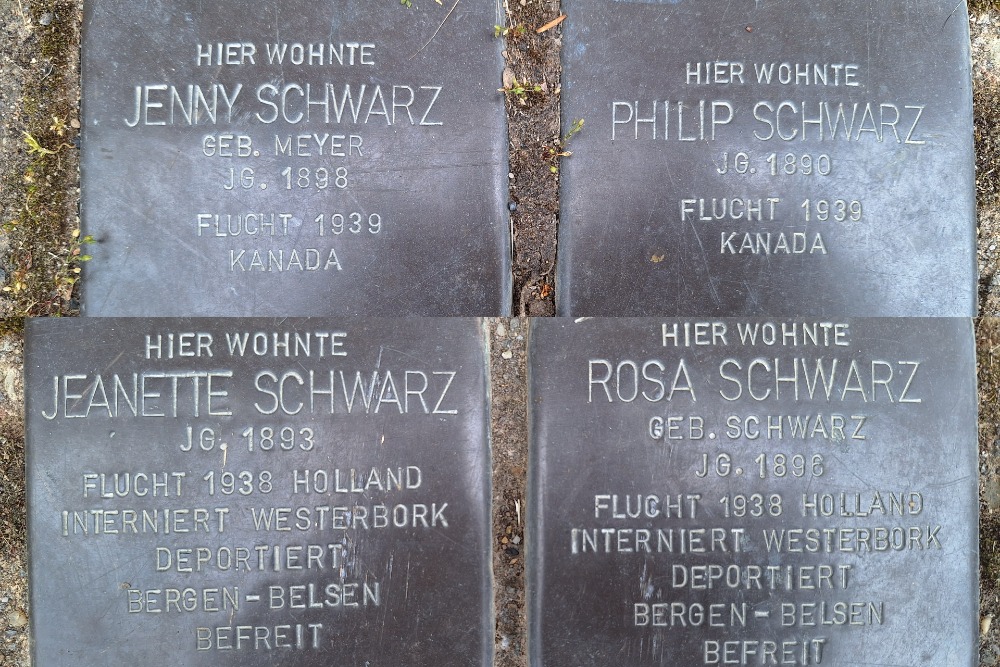 HIER WOHNTE
JENNY SCHWARZ
GEB. MEYER
JG. 1898
FLUCHT 1939
KANADA
HIER WOHNTE
PHILIP SCHWARZ
JG. 1890
FLUCHT 1939
KANADA
HIER WOHNTE
JEANETTE SCHWARZ
JG. 1893
FLUCHT 1938 HOLLAND
INTERNIERT WESTERBORK
DEPORTIERT
BERGEN-BELSEN
BEFREIT
HIER WOHNTE
ROSA SCHWARZ
GEB. SCHWARZ
JG. 1896
FLUCHT 1938 HOLLAND
INTERNIERT WESTERBORK
DEPORTIERT
BERGEN-BELSEN
BEFREIT